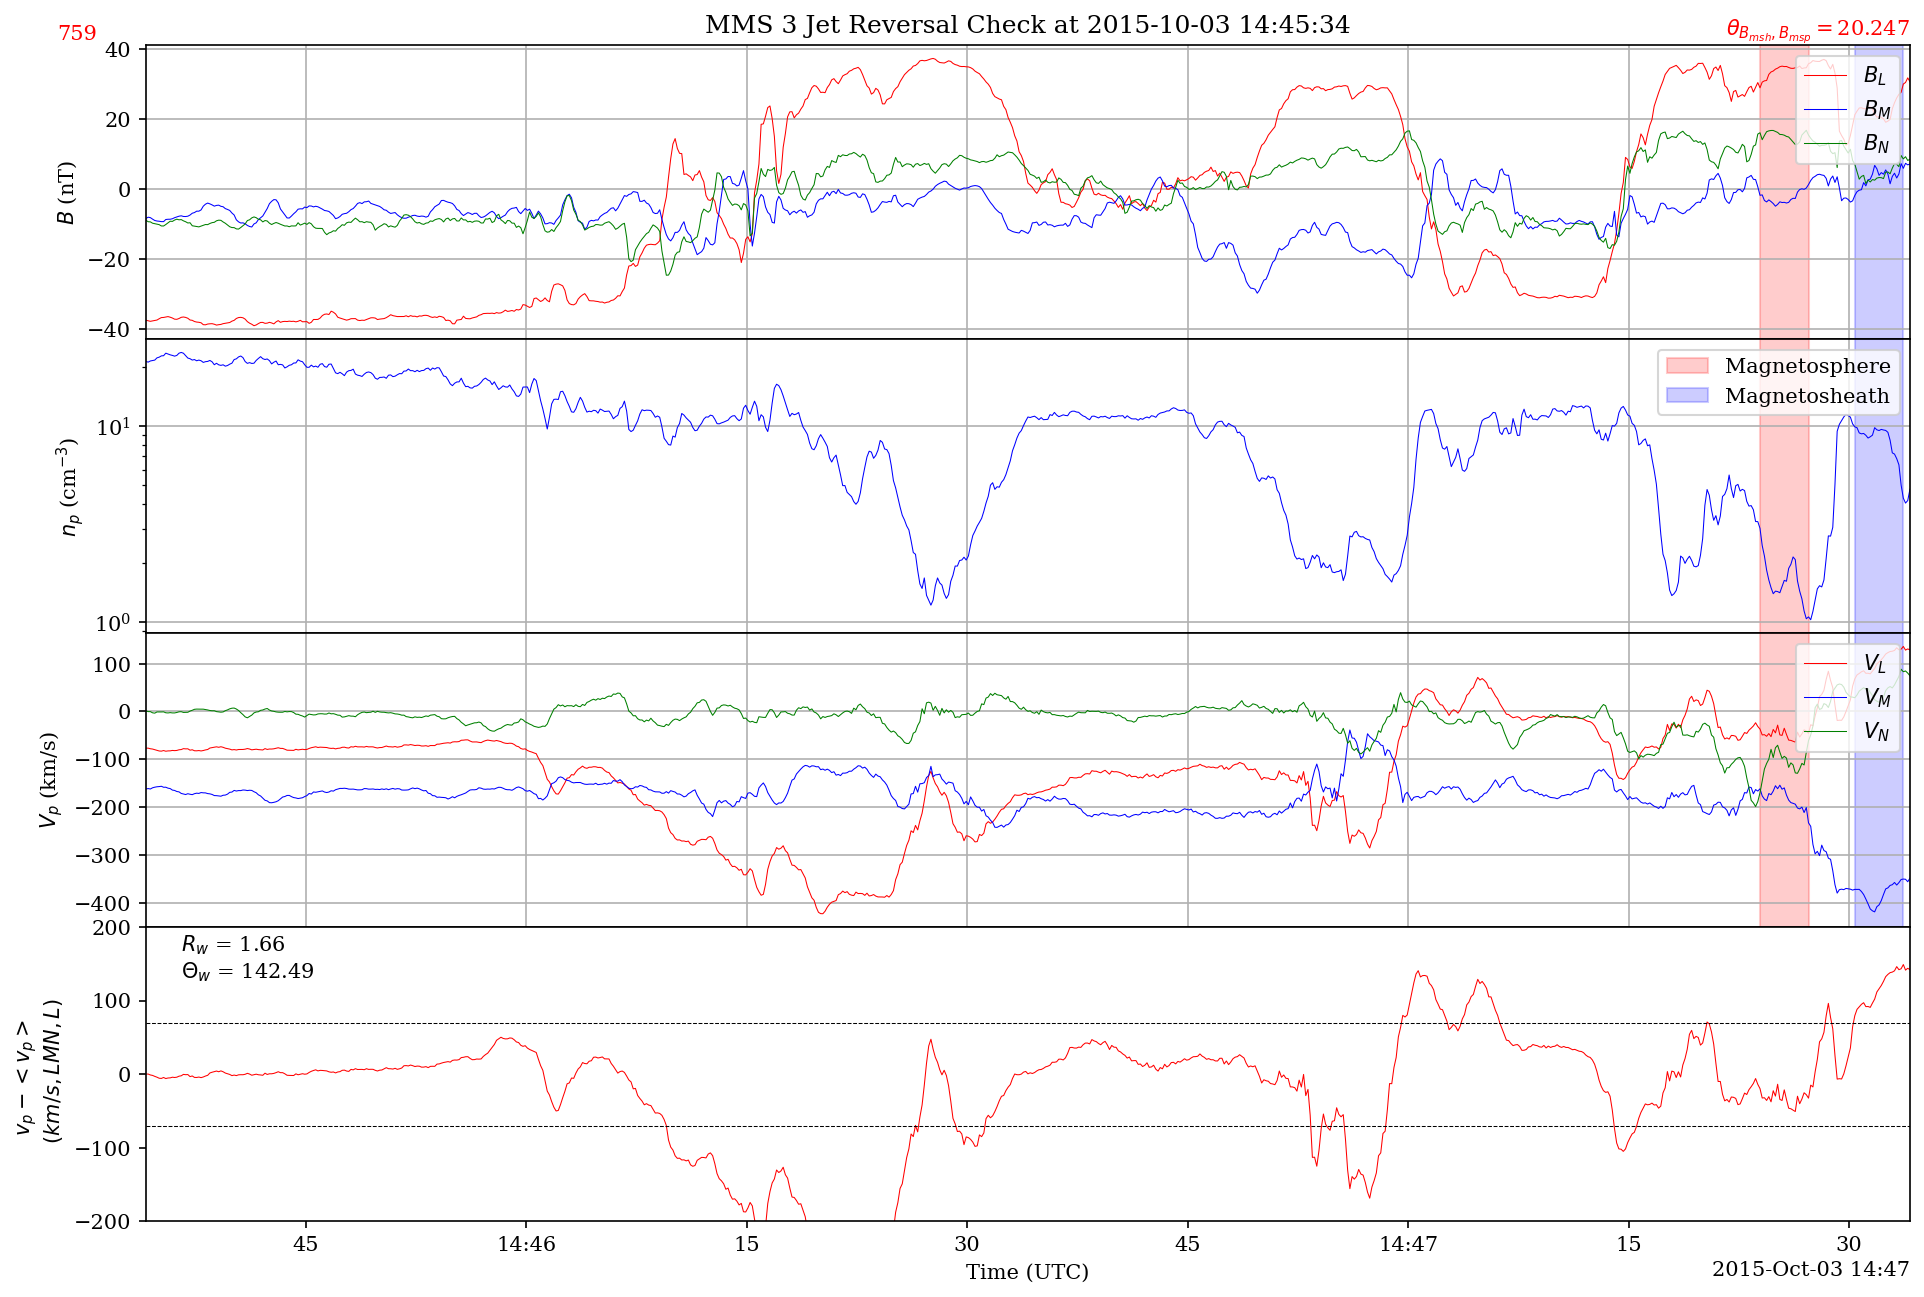 MMS 3 Jet Reversal Check at 2015-10-03 14:45:34
759
θ_{B_{msh}, B_{msp}} = 20.247
40
20
0
−20
−40
B (nT)
B_L
B_M
B_N
10^1
10^0
n_p (cm^{−3})
Magnetosphere
Magnetosheath
100
0
−100
−200
−300
−400
V_p (km/s)
V_L
V_M
V_N
200
100
0
−100
−200
v_p − < v_p >
(km/s, LMN, L)
R_w = 1.66
Θ_w = 142.49
45
14:46
15
30
45
14:47
15
30
Time (UTC)
2015-Oct-03 14:47